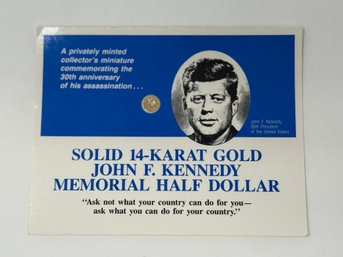 A privately minted
collector's miniature
commemorating the
30th anniversary
of his assassination...
John F. Kennedy
35th President
of the United States
SOLID 14-KARAT GOLD
JOHN F. KENNEDY
MEMORIAL HALF DOLLAR
"Ask not what your country can do for you—
ask what you can do for your country."